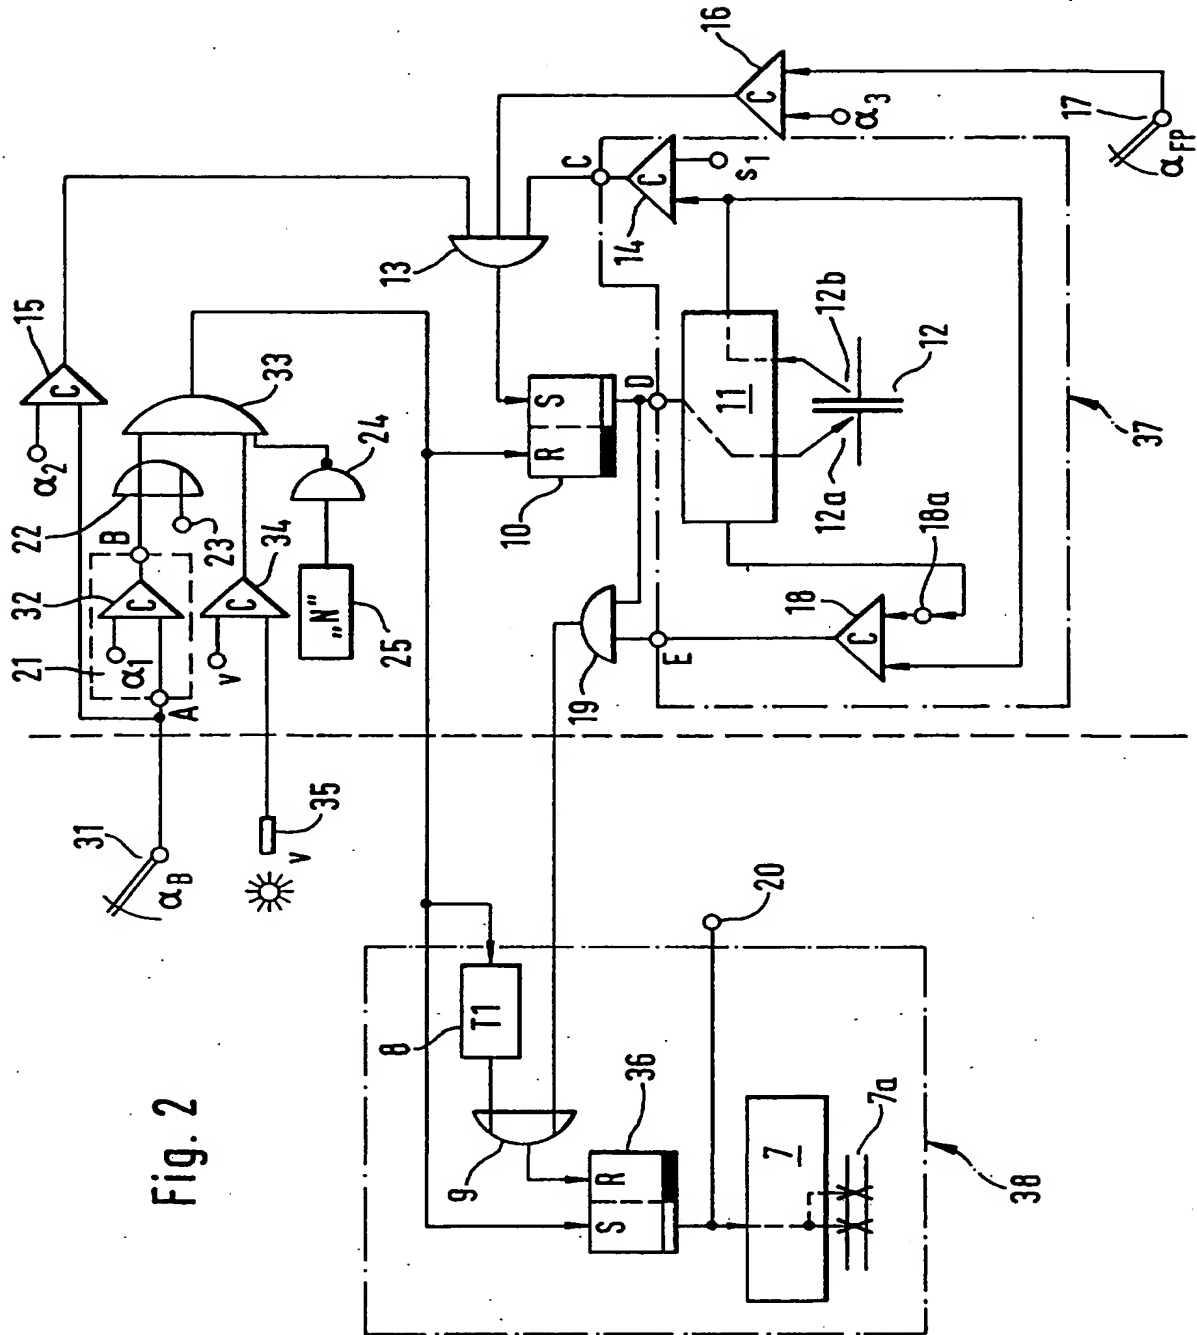 Fig. 2
31
αB
35
v
21
32
22
15
α2
α1
C
C
B
A
23
v
C
34
33
„N"
25
24
13
16
C
α3
17
αFP
C
C
14
s1
10
R
S
D
11
12a
12b
12
37
19
E
18
C
18a
8
T1
9
36
S
R
20
7
7a
38